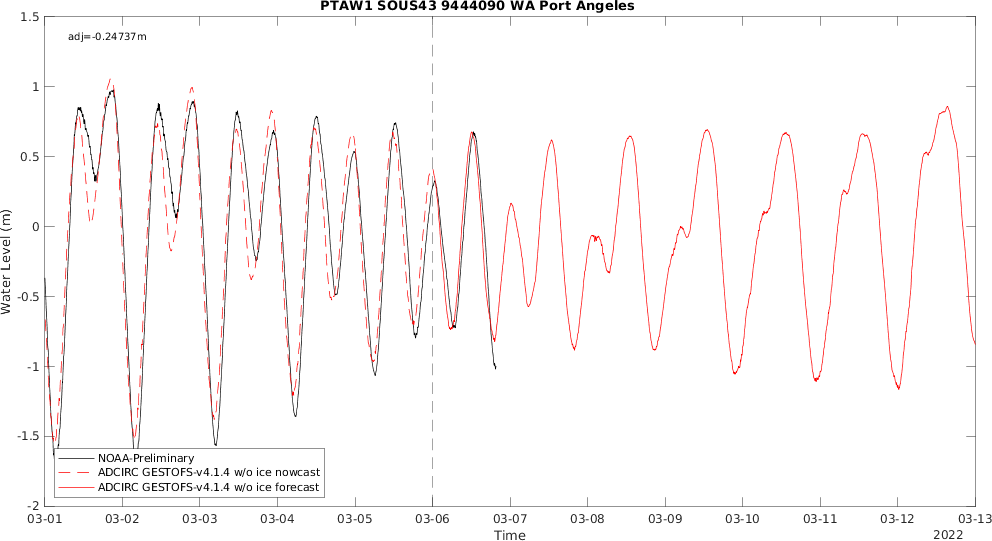 PTAW1 SOUS43 9444090 WA Port Angeles
adj=-0.24737m
1.5
1
0.5
0
-0.5
-1
-1.5
-2
Water Level (m)
NOAA-Preliminary
ADCIRC GESTOFS-v4.1.4 w/o ice nowcast
ADCIRC GESTOFS-v4.1.4 w/o ice forecast
03-01 03-02 03-03 03-04 03-05 03-06 03-07 03-08 03-09 03-10 03-11 03-12 03-13
Time
2022